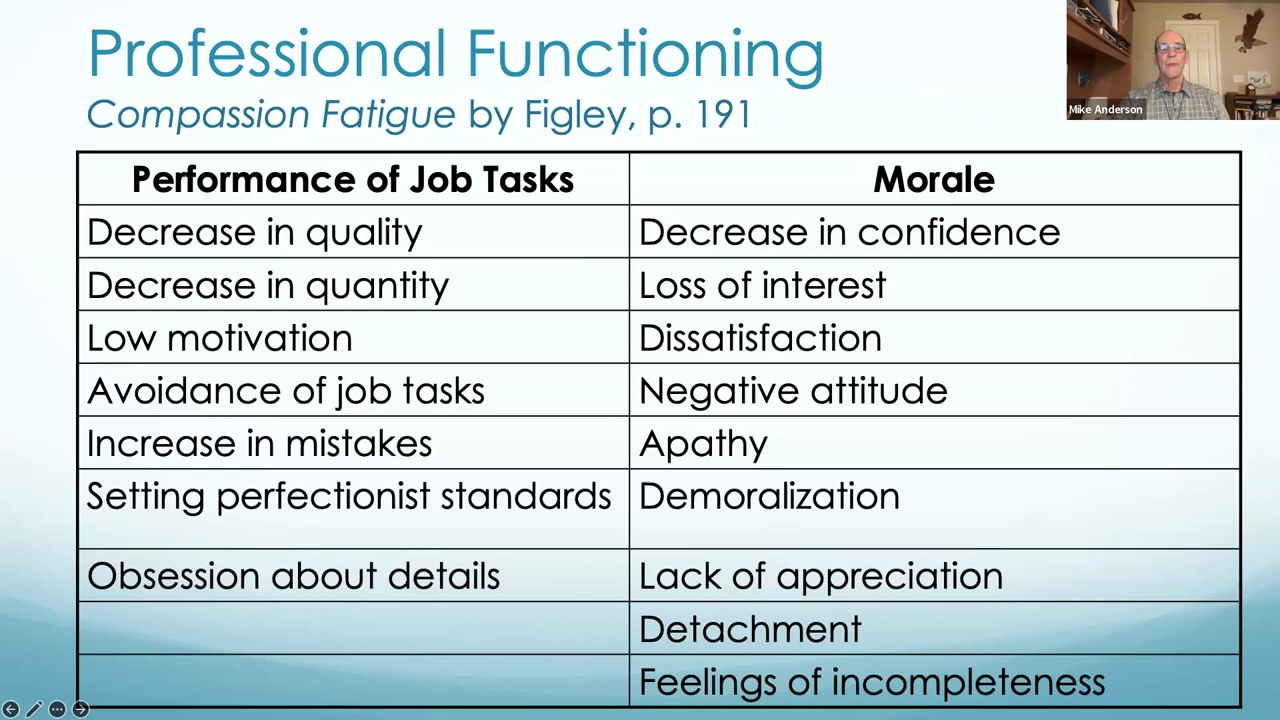 Professional Functioning
Compassion Fatigue by Figley, p. 191
Mike Anderson
Performance of Job Tasks
Morale
Decrease in quality
Decrease in confidence
Decrease in quantity
Loss of interest
Low motivation
Dissatisfaction
Avoidance of job tasks
Negative attitude
Increase in mistakes
Apathy
Setting perfectionist standards
Demoralization
Obsession about details
Lack of appreciation
Detachment
Feelings of incompleteness